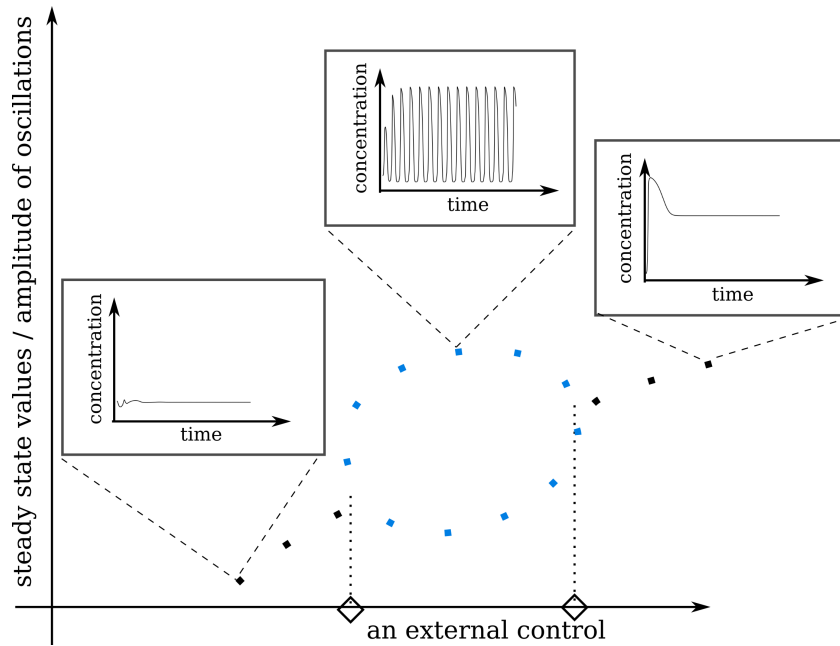 steady state values / amplitude of oscillations
concentration
time
concentration
time
concentration
time
an external control